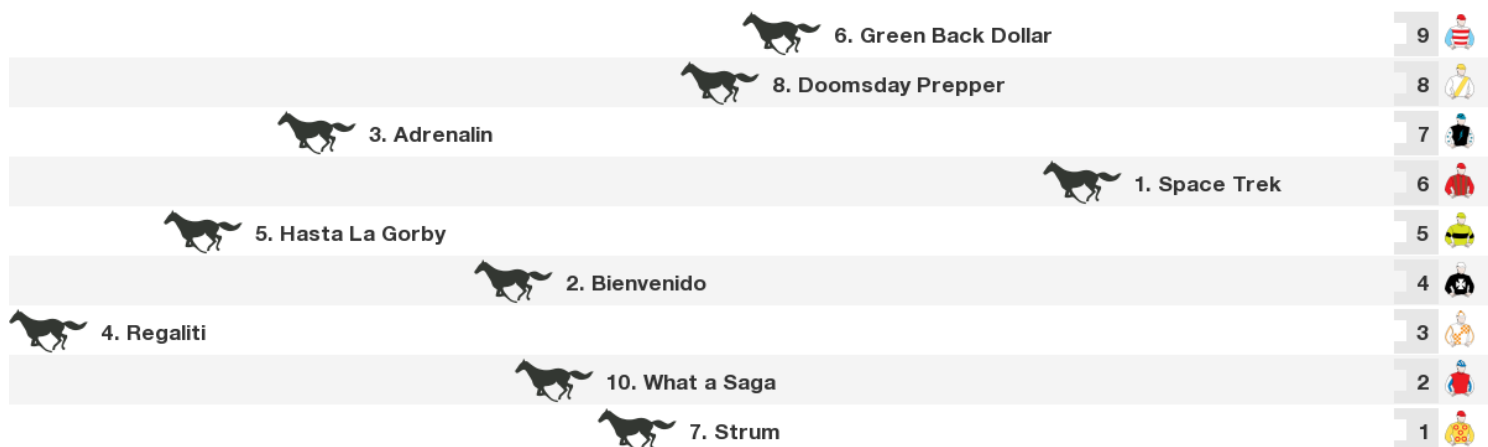 6. Green Back Dollar 9
8. Doomsday Prepper 8
3. Adrenalin 7
1. Space Trek 6
5. Hasta La Gorby 5
2. Bienvenido 4
4. Regaliti 3
10. What a Saga 2
7. Strum 1